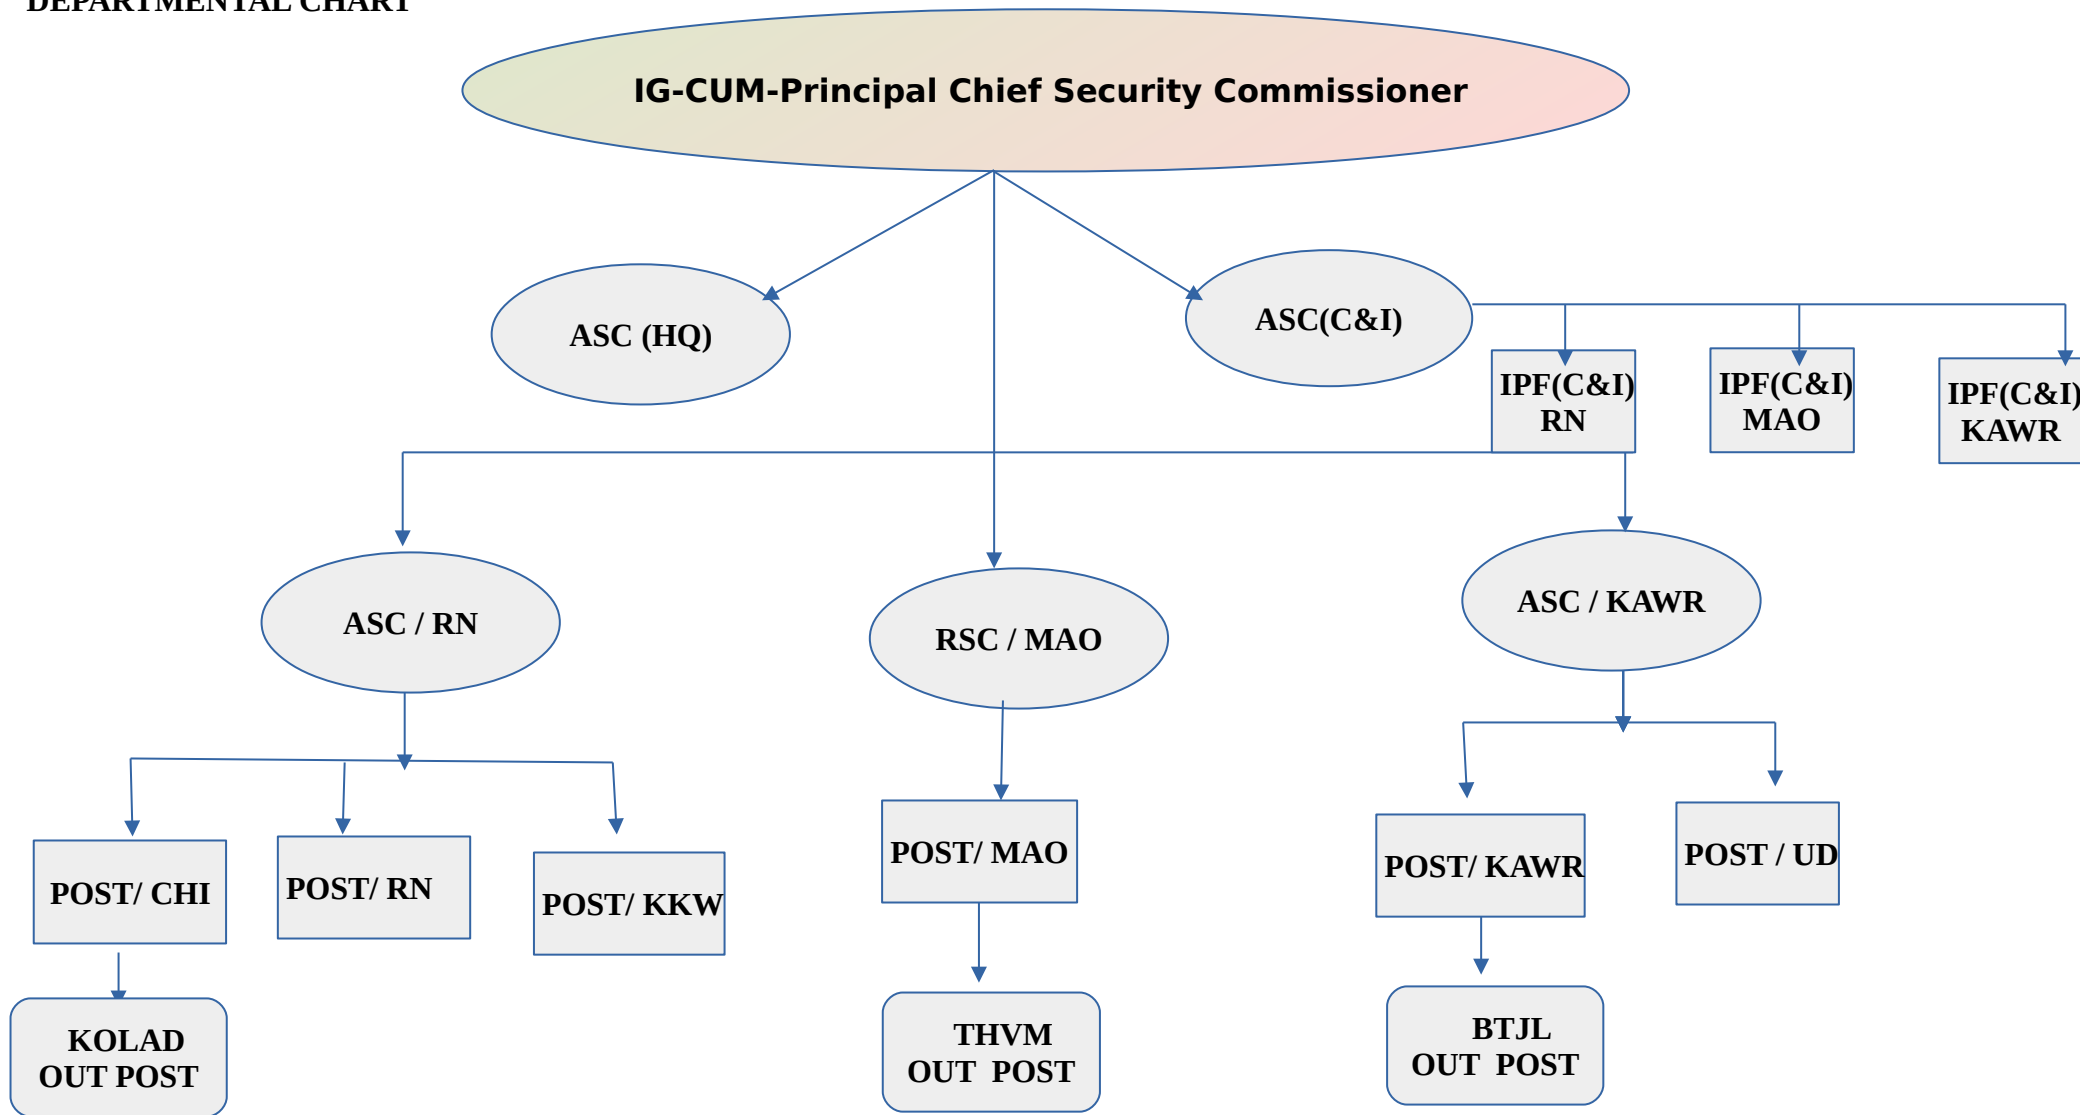 DEPARTMENTAL CHART
IG-CUM-Principal Chief Security Commissioner
ASC (HQ)
ASC(C&I)
IPF(C&I)
RN
IPF(C&I)
MAO
IPF(C&I)
KAWR
ASC / RN
RSC / MAO
ASC / KAWR
POST/ CHI
POST/ RN
POST/ KKW
POST/ MAO
POST/ KAWR
POST / UD
KOLAD
OUT POST
THVM
OUT POST
BTJL
OUT POST